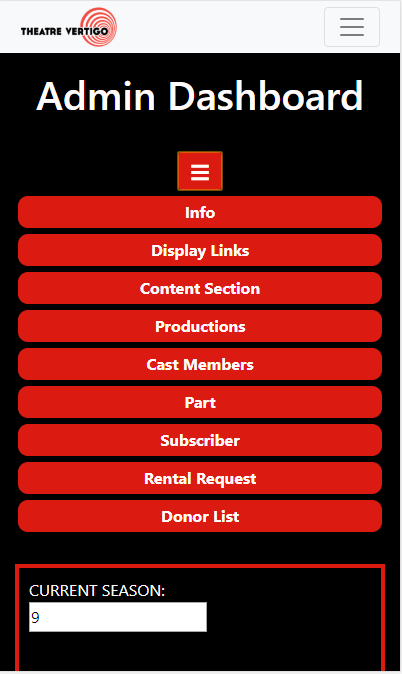 THEATRE VERTIGO
Admin Dashboard
Info
Display Links
Content Section
Productions
Cast Members
Part
Subscriber
Rental Request
Donor List
CURRENT SEASON:
9